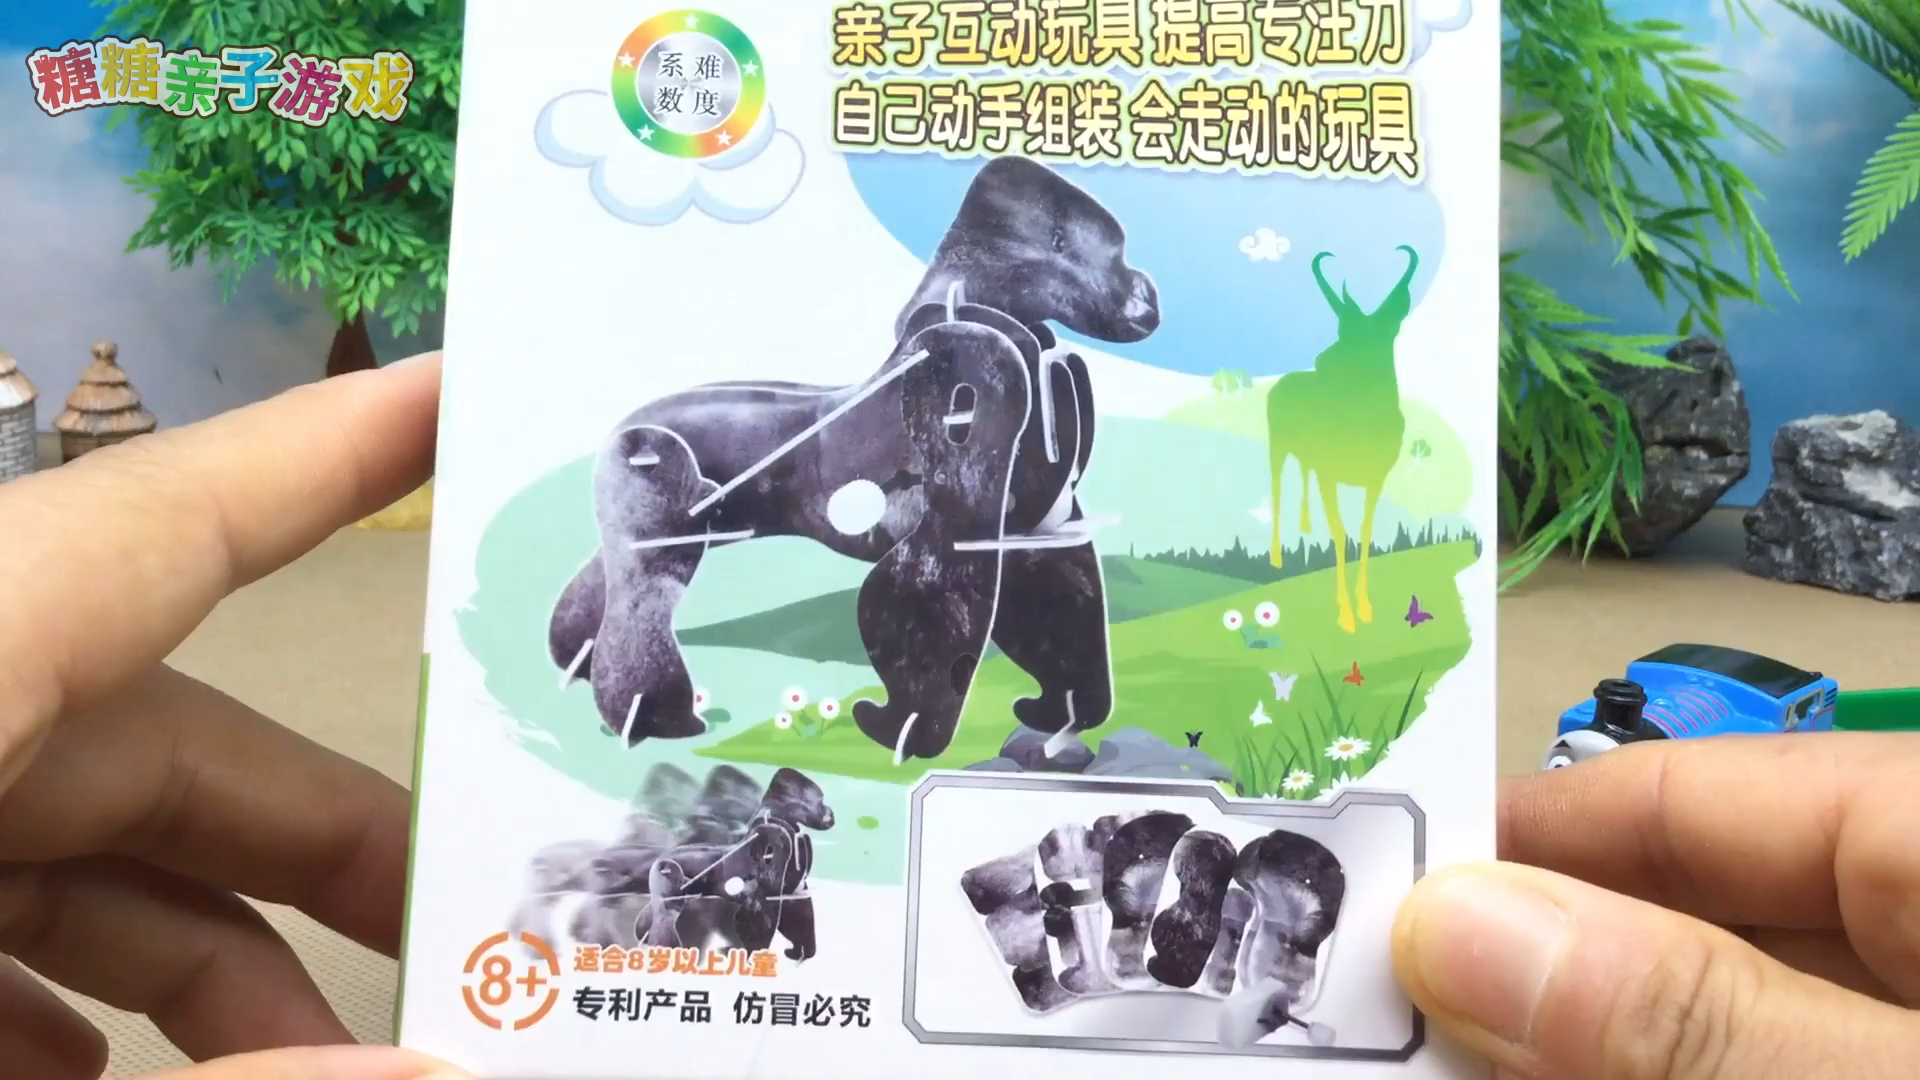 糖糖亲子游戏
系难
数度
亲子互动玩具 提高专注力
自己动手组装 会走动的玩具
8+
适合8岁以上儿童
专利产品 仿冒必究